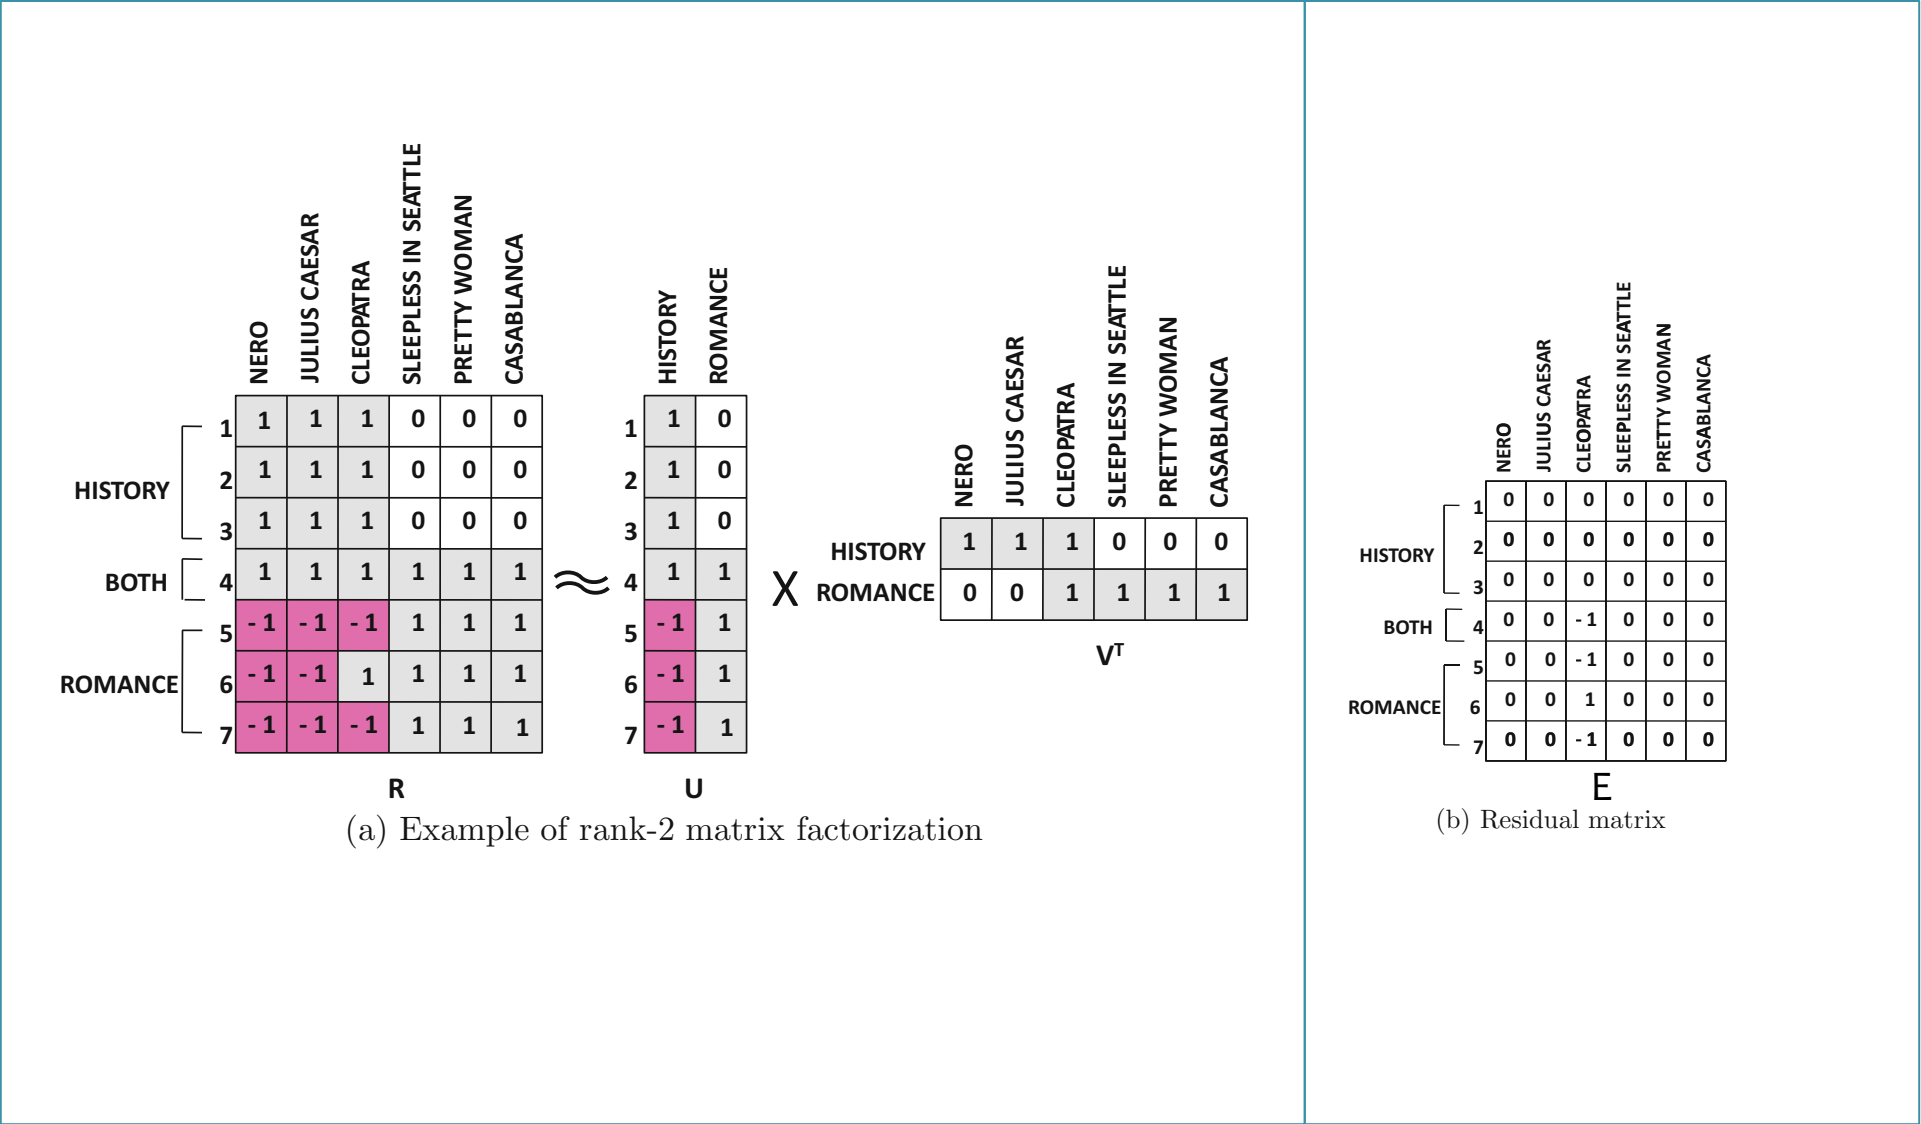 NERO JULIUS CAESAR CLEOPATRA SLEEPLESS IN SEATTLE PRETTY WOMAN CASABLANCA
1 1 1 1 0 0 0
2 1 1 1 0 0 0
HISTORY
3 1 1 1 0 0 0
BOTH 4 1 1 1 1 1 1
5 -1 -1 -1 1 1 1
ROMANCE 6 -1 -1 1 1 1 1
7 -1 -1 -1 1 1 1
R
≈
HISTORY ROMANCE
1 1 0
2 1 0
3 1 0
4 1 1
5 -1 1
6 -1 1
7 -1 1
U
X
NERO JULIUS CAESAR CLEOPATRA SLEEPLESS IN SEATTLE PRETTY WOMAN CASABLANCA
HISTORY 1 1 1 0 0 0
ROMANCE 0 0 1 1 1 1
Vᵀ
(a) Example of rank-2 matrix factorization
NERO JULIUS CAESAR CLEOPATRA SLEEPLESS IN SEATTLE PRETTY WOMAN CASABLANCA
1 0 0 0 0 0 0
2 0 0 0 0 0 0
HISTORY
3 0 0 0 0 0 0
BOTH 4 0 0 -1 0 0 0
5 0 0 -1 0 0 0
ROMANCE 6 0 0 1 0 0 0
7 0 0 -1 0 0 0
E
(b) Residual matrix